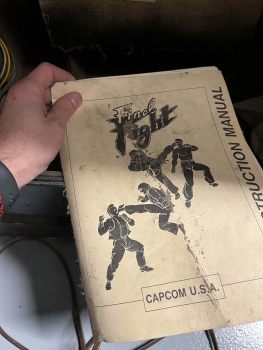 Final
Fight
INSTRUCTION MANUAL
CAPCOM U.S.A.